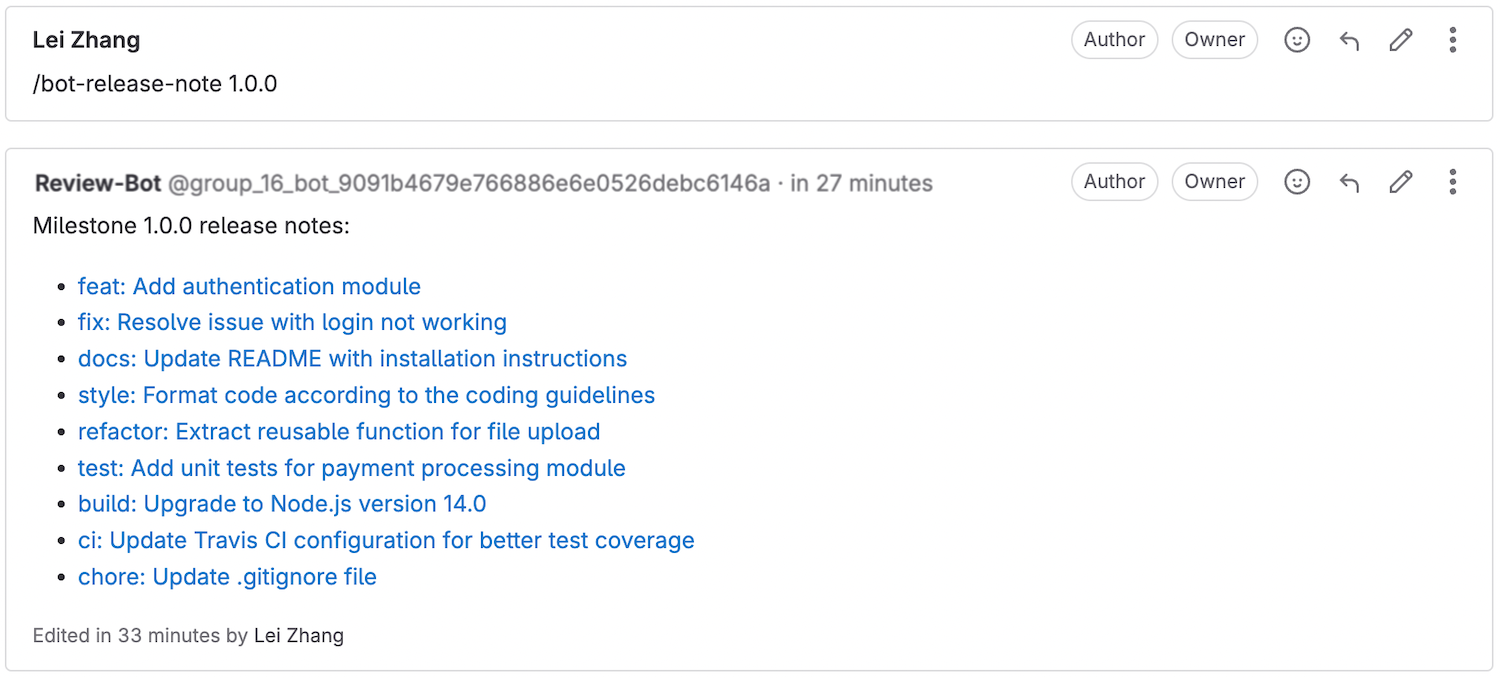 Lei Zhang Author Owner
/bot-release-note 1.0.0
Review-Bot @group_16_bot_9091b4679e766886e6e0526debc6146a · in 27 minutes Author Owner
Milestone 1.0.0 release notes:
• feat: Add authentication module
• fix: Resolve issue with login not working
• docs: Update README with installation instructions
• style: Format code according to the coding guidelines
• refactor: Extract reusable function for file upload
• test: Add unit tests for payment processing module
• build: Upgrade to Node.js version 14.0
• ci: Update Travis CI configuration for better test coverage
• chore: Update .gitignore file
Edited in 33 minutes by Lei Zhang